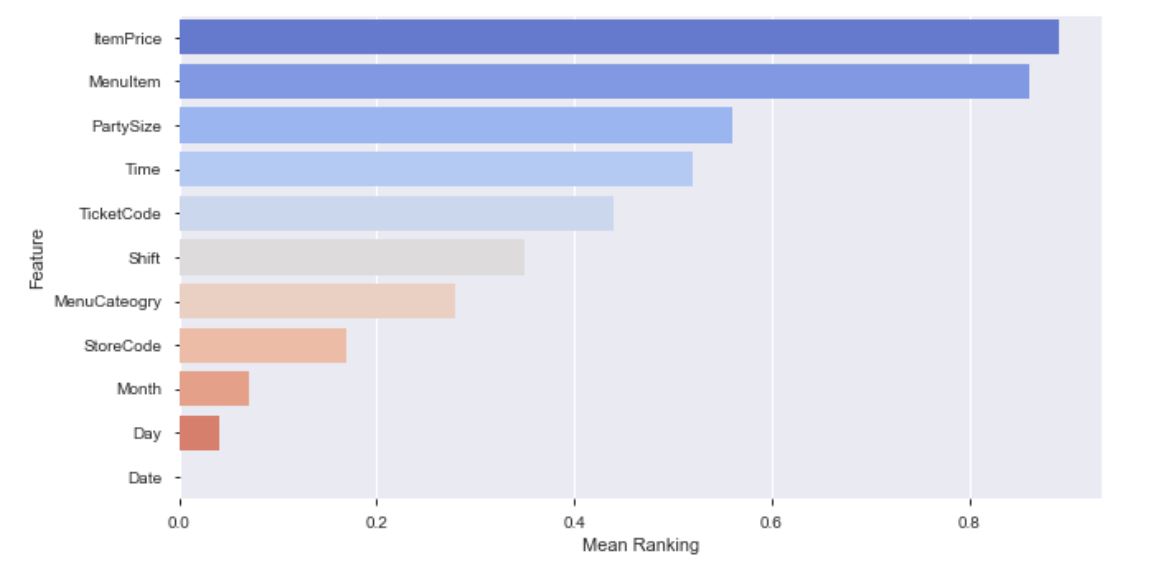 ItemPrice
MenuItem
PartySize
Time
TicketCode
Shift
MenuCateogry
StoreCode
Month
Day
Date
Feature
0.0 0.2 0.4 0.6 0.8
Mean Ranking